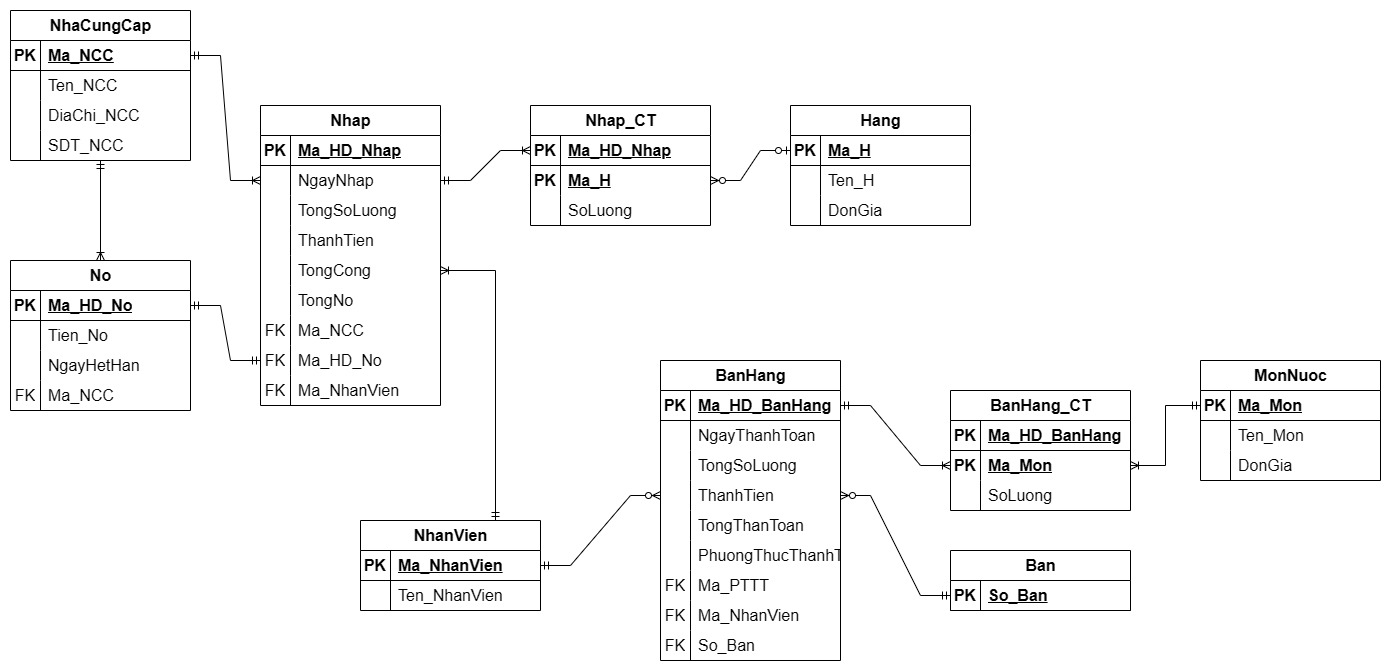 NhaCungCap
PK Ma_NCC
Ten_NCC
DiaChi_NCC
SDT_NCC
Nhap
PK Ma_HD_Nhap
NgayNhap
TongSoLuong
ThanhTien
TongCong
TongNo
FK Ma_NCC
FK Ma_HD_No
FK Ma_NhanVien
Nhap_CT
PK Ma_HD_Nhap
PK Ma_H
SoLuong
Hang
PK Ma_H
Ten_H
DonGia
No
PK Ma_HD_No
Tien_No
NgayHetHan
FK Ma_NCC
NhanVien
PK Ma_NhanVien
Ten_NhanVien
BanHang
PK Ma_HD_BanHang
NgayThanhToan
TongSoLuong
ThanhTien
TongThanToan
PhuongThucThanhT
FK Ma_PTTT
FK Ma_NhanVien
FK So_Ban
BanHang_CT
PK Ma_HD_BanHang
PK Ma_Mon
SoLuong
MonNuoc
PK Ma_Mon
Ten_Mon
DonGia
Ban
PK So_Ban